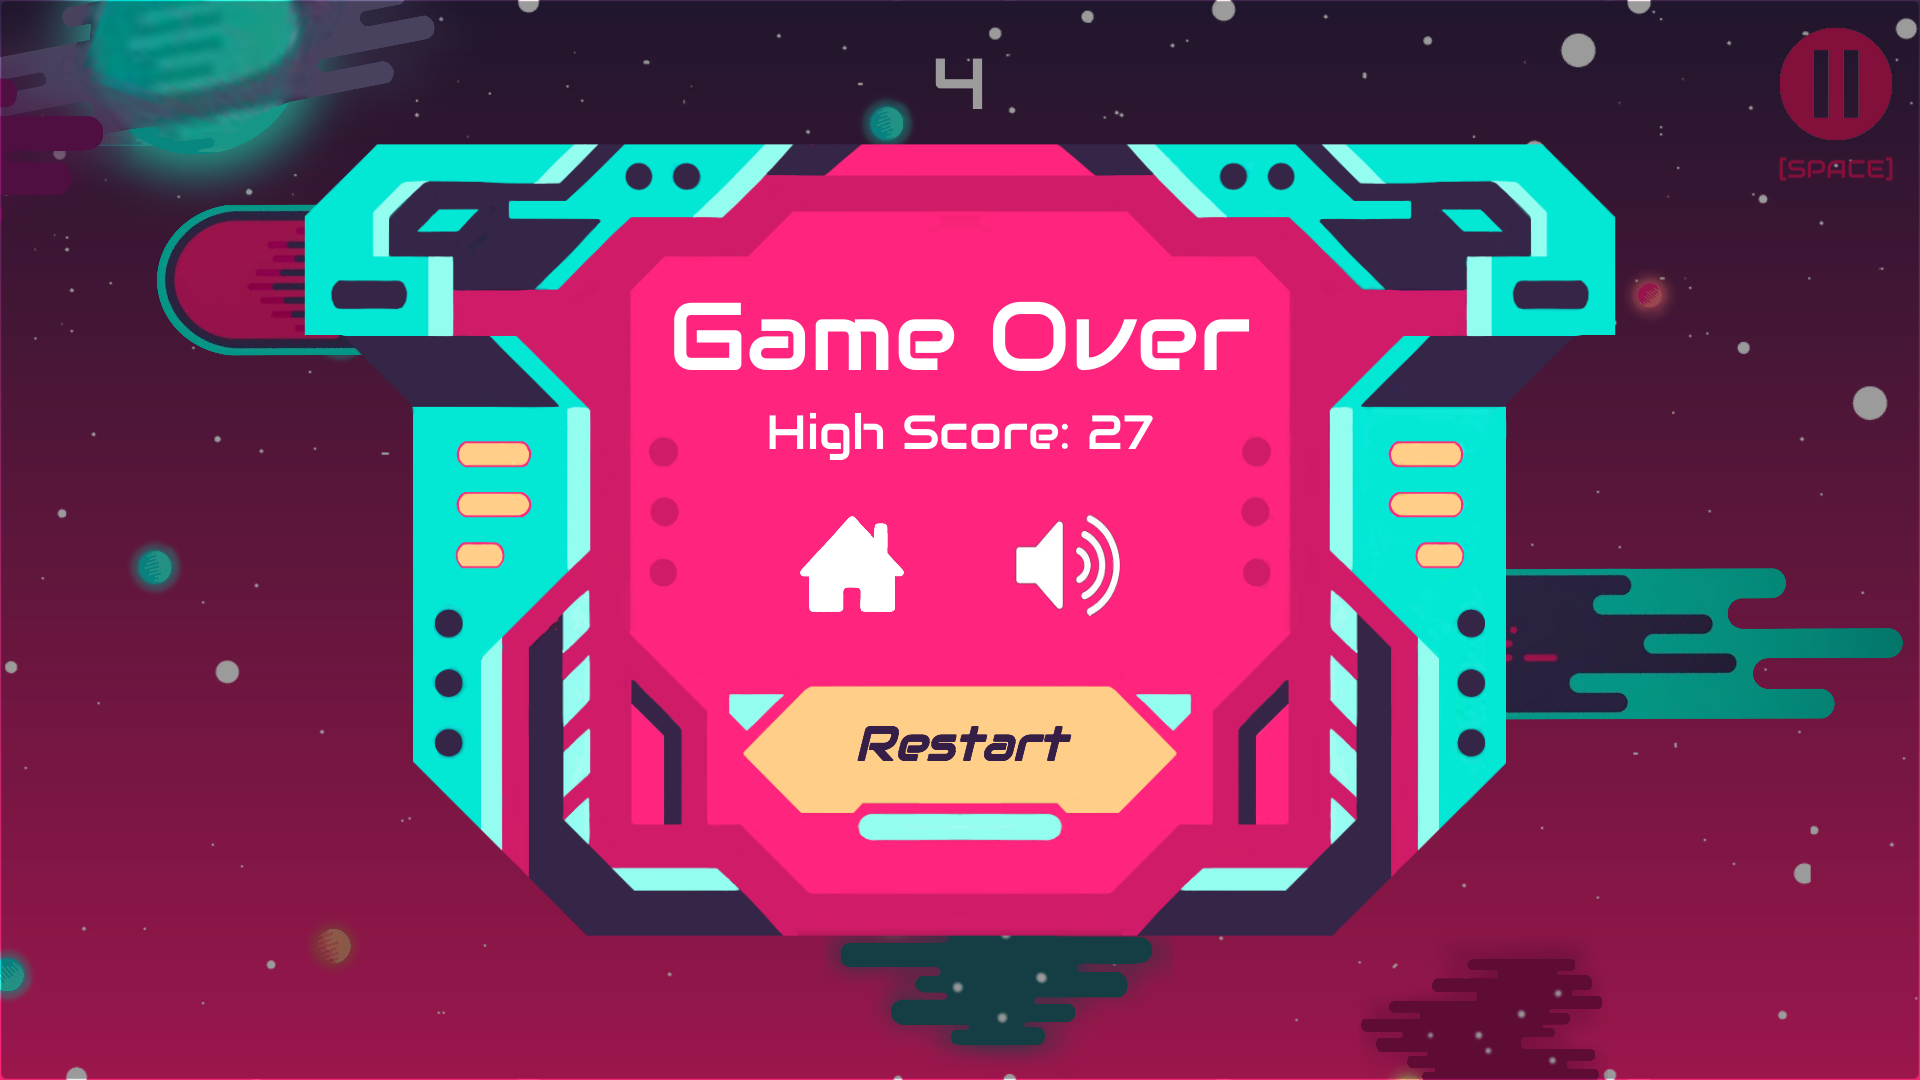 4
[SPACE]
Game Over
High Score: 27
Restart